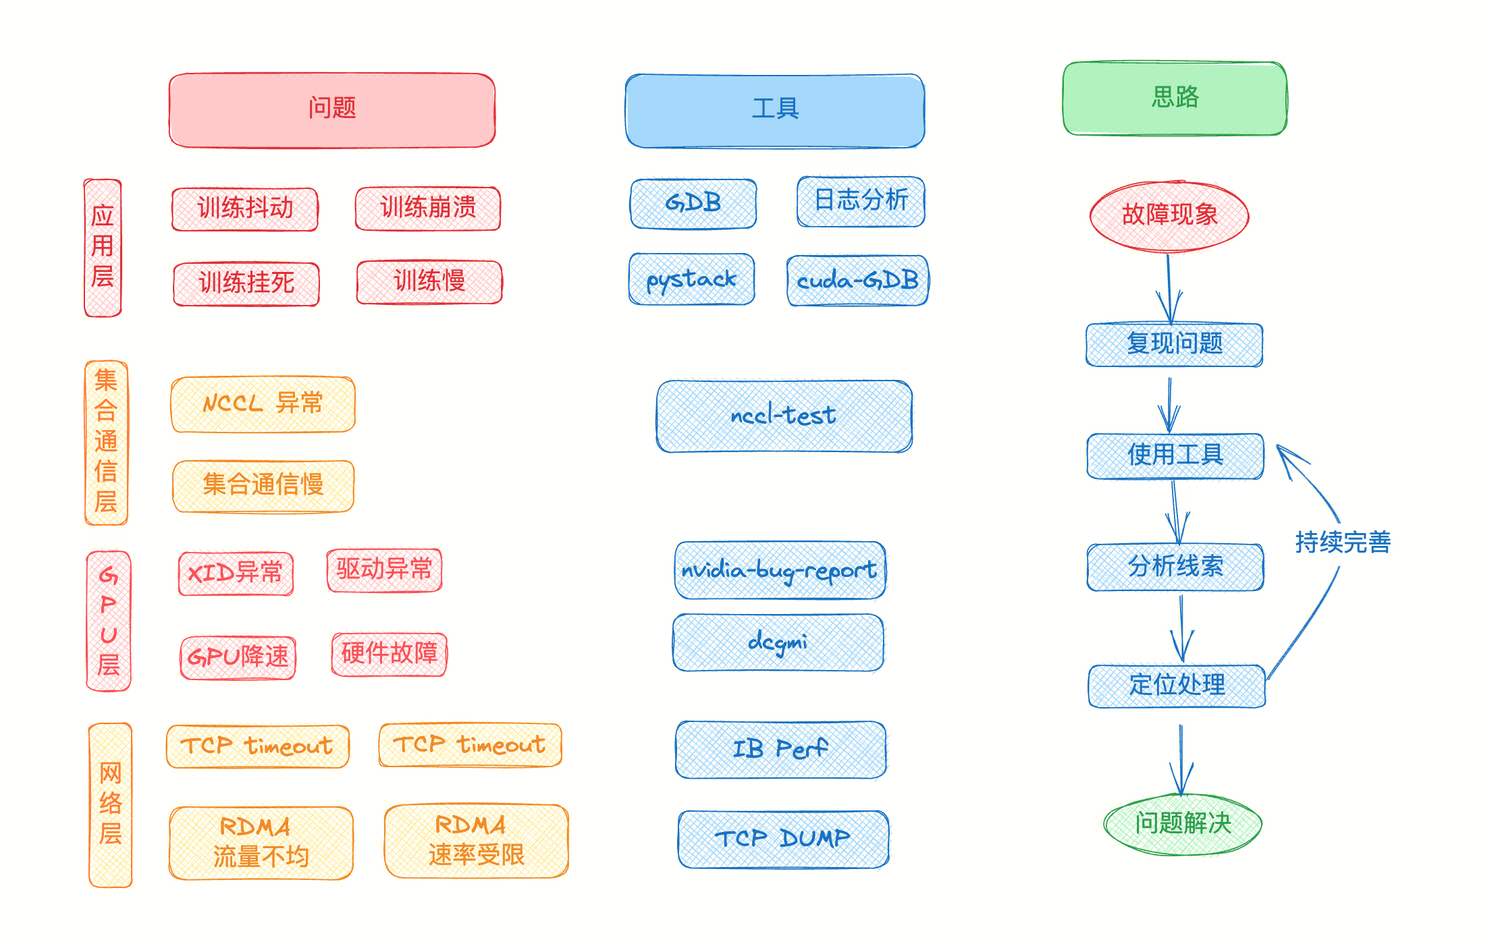 问题
工具
思路
应用层
训练抖动
训练崩溃
训练挂死
训练慢
GDB
日志分析
pystack
cuda-GDB
集合通信层
NCCL 异常
集合通信慢
nccl-test
GPU层
XID异常
驱动异常
GPU降速
硬件故障
nvidia-bug-report
dcgmi
网络层
TCP timeout
TCP timeout
RDMA
流量不均
RDMA
速率受限
IB Perf
TCP DUMP
故障现象
复现问题
使用工具
分析线索
持续完善
定位处理
问题解决